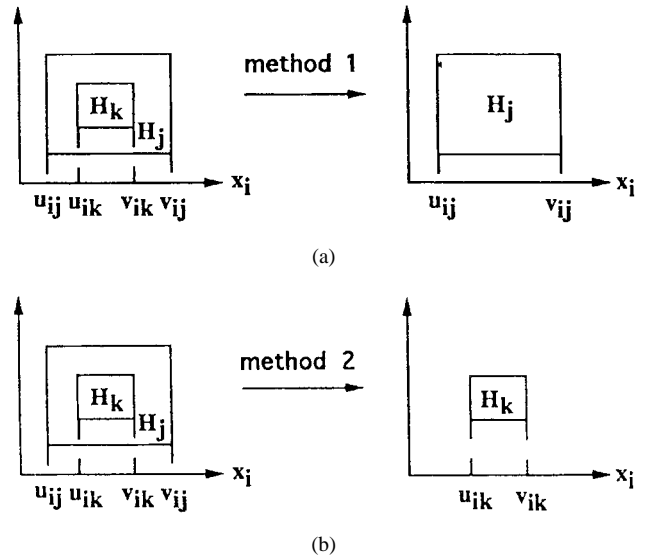 method 1
H_k
H_j
H_j
x_i
x_i
u_ij u_ik v_ik v_ij
u_ij v_ij
(a)
method 2
H_k
H_k
H_j
x_i
x_i
u_ij u_ik v_ik v_ij
u_ik v_ik
(b)